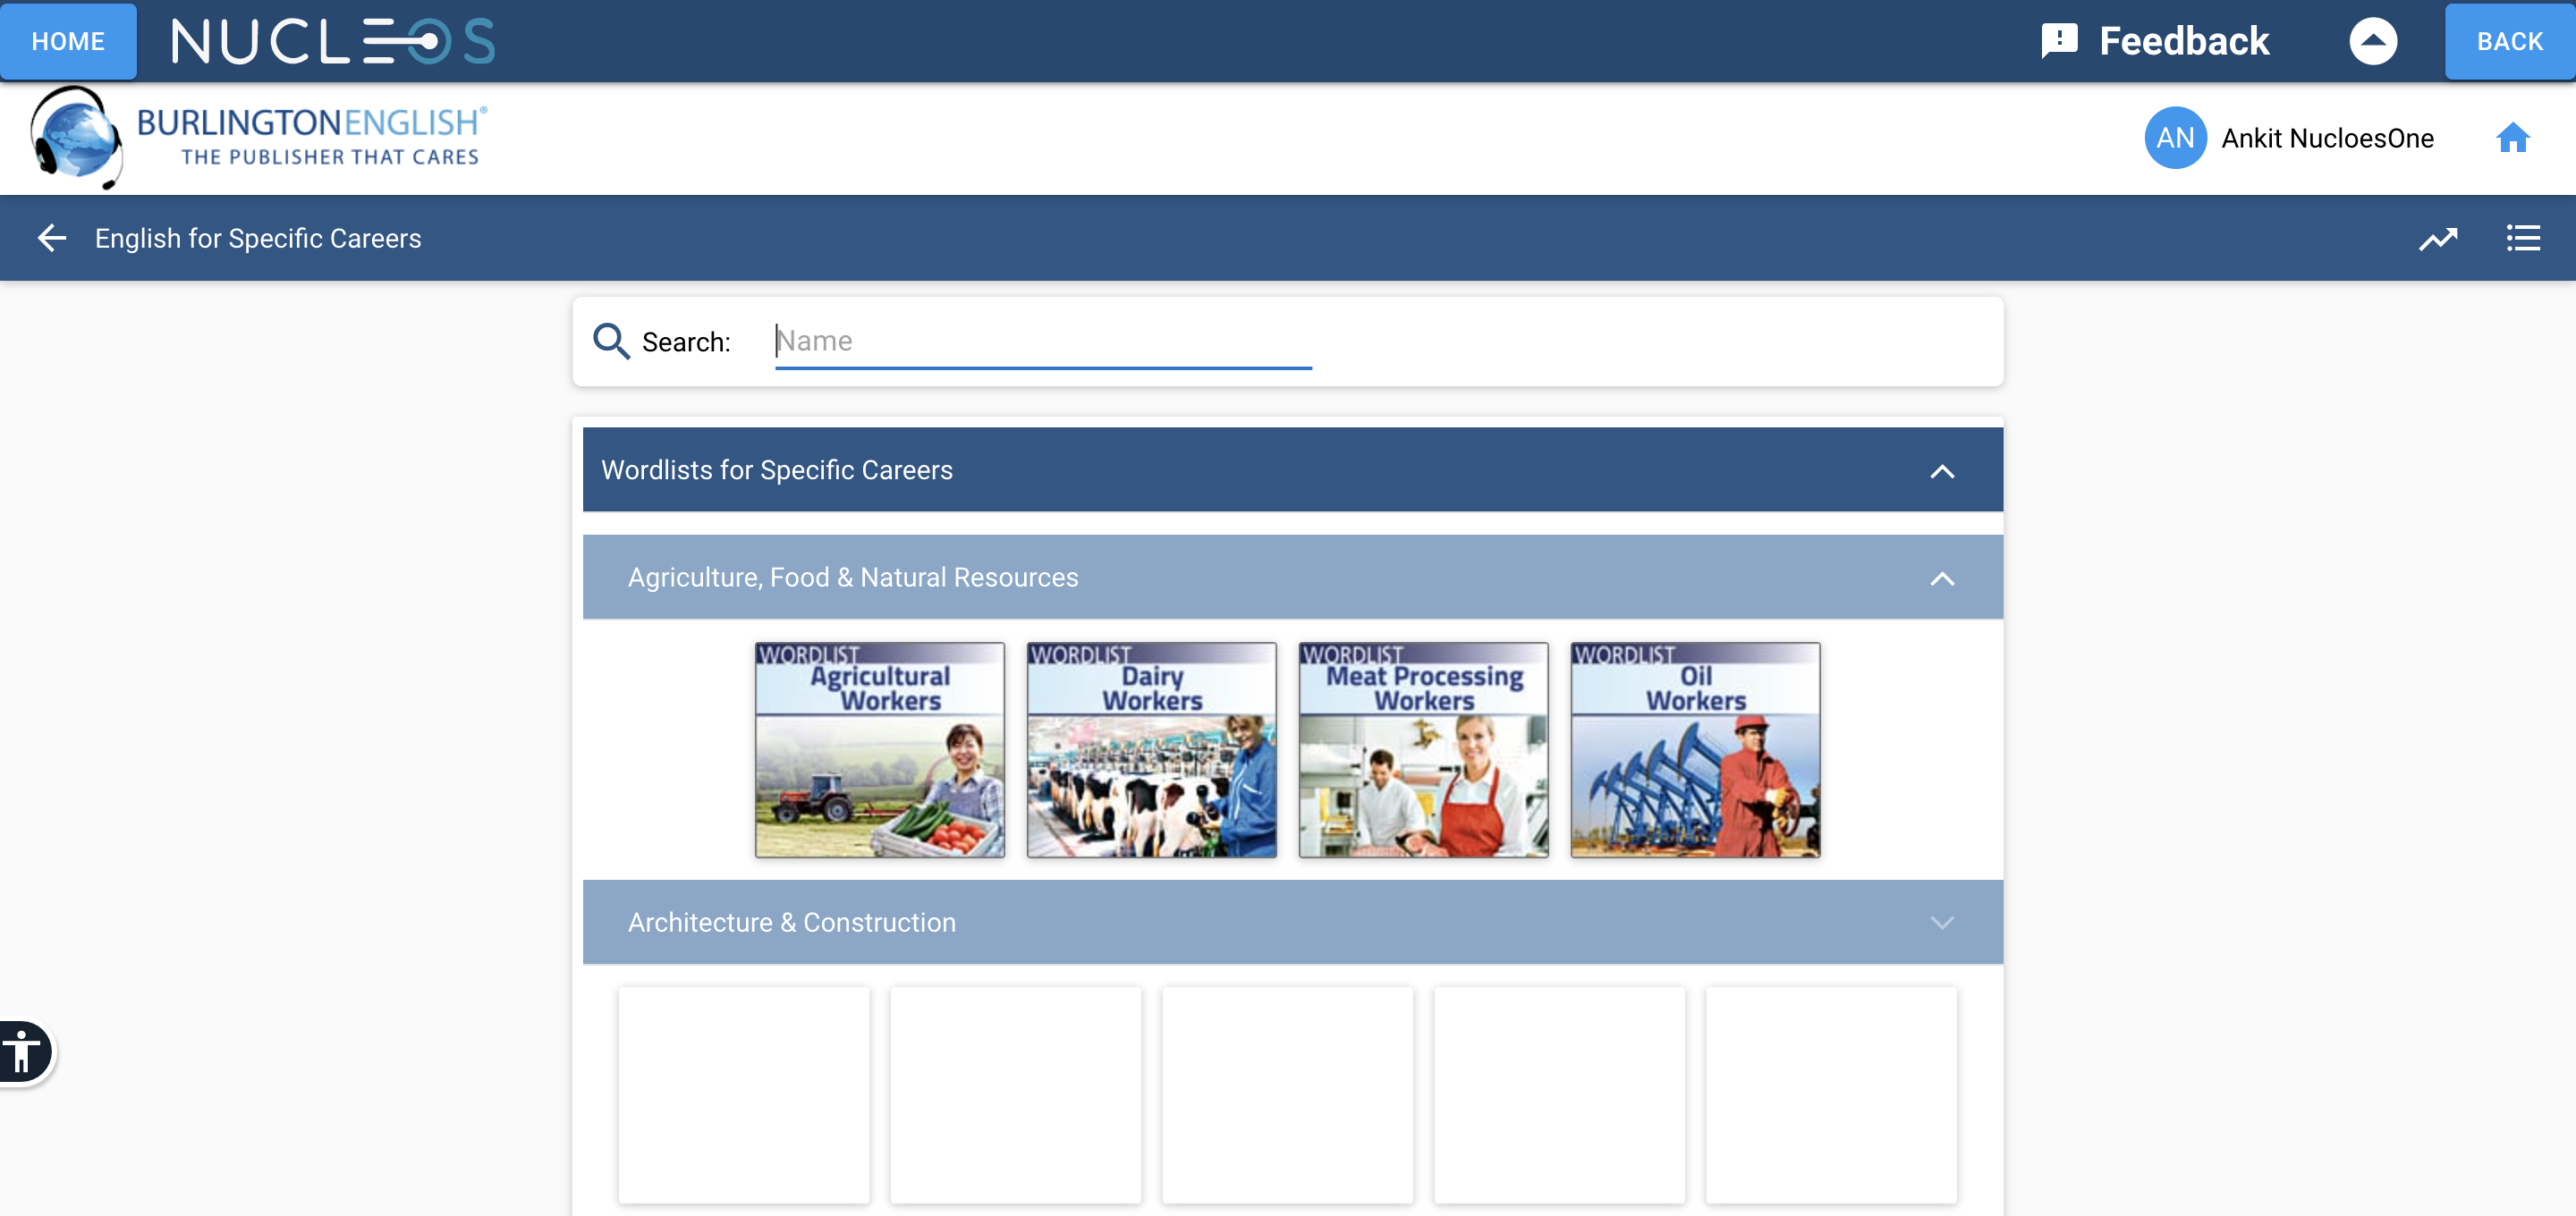 HOME
NUCLEOS
Feedback
BACK
BURLINGTONENGLISH®
THE PUBLISHER THAT CARES
AN
Ankit NucloesOne
English for Specific Careers
Search:
Name
Wordlists for Specific Careers
Agriculture, Food & Natural Resources
WORDLIST
Agricultural
Workers
WORDLIST
Dairy
Workers
WORDLIST
Meat Processing
Workers
WORDLIST
Oil
Workers
Architecture & Construction